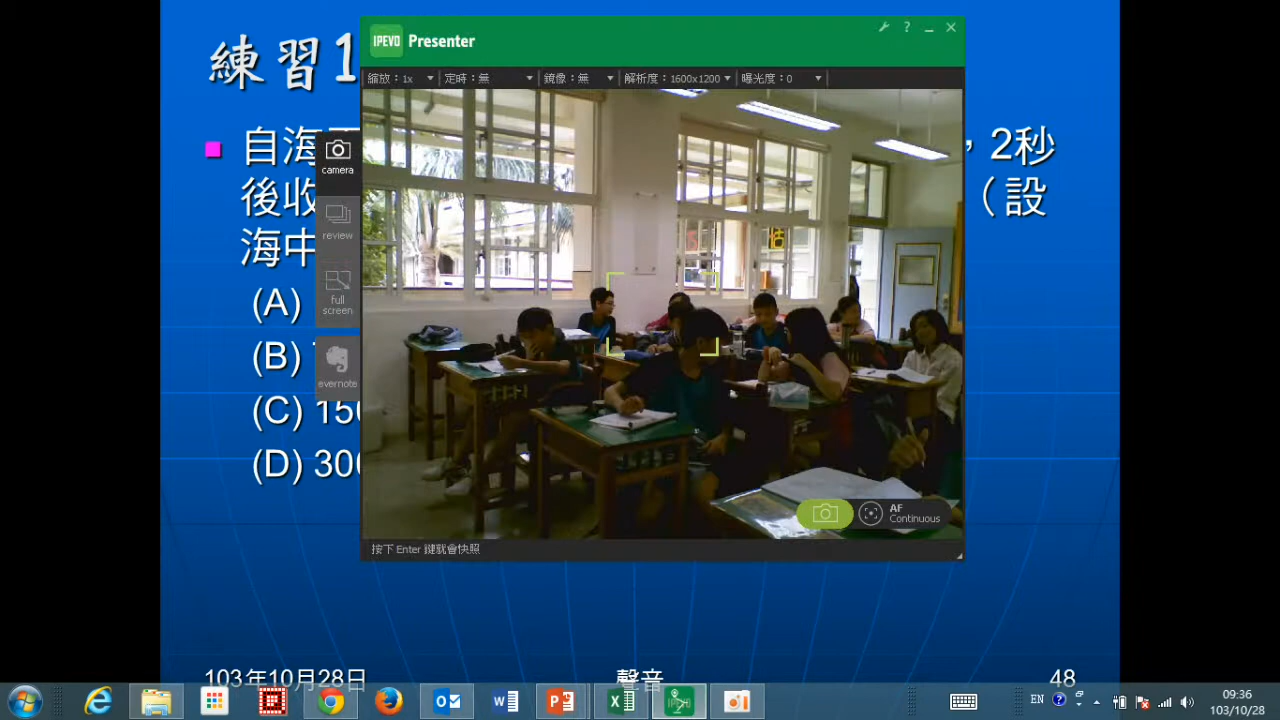 練習1
IPEVO Presenter
縮放：1x
定時：無
鏡像：無
解析度：1600x1200
曝光度：0
自海
，2秒
後收
（設
海中
(A)
(B)
(C) 150
(D) 300
camera
review
full
screen
evernote
AF
Continuous
按下 Enter 鍵就會快照
103年10月28日
聲音
48
EN
09:36
103/10/28